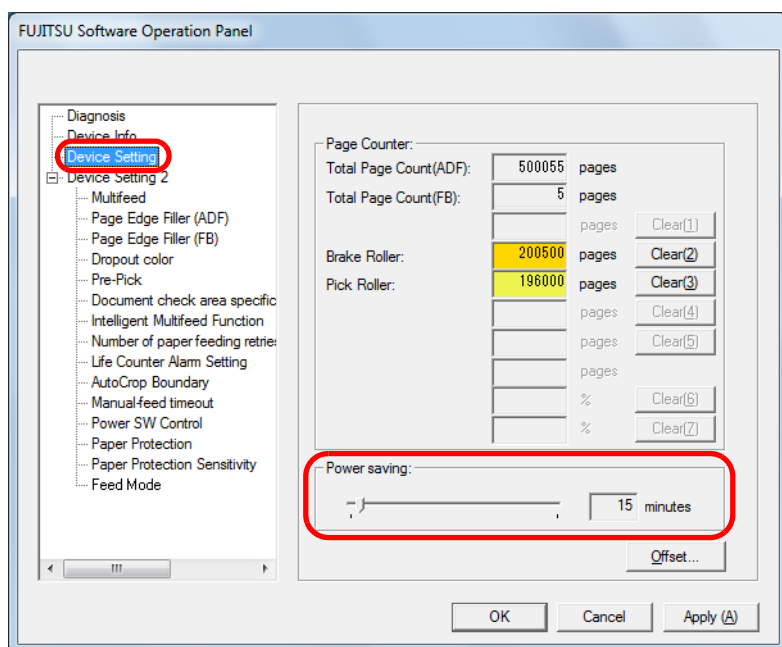 FUJITSU Software Operation Panel
Diagnosis
Device Info
Device Setting
Device Setting 2
Multifeed
Page Edge Filler (ADF)
Page Edge Filler (FB)
Dropout color
Pre-Pick
Document check area specific
Intelligent Multifeed Function
Number of paper feeding retries
Life Counter Alarm Setting
AutoCrop Boundary
Manual-feed timeout
Power SW Control
Paper Protection
Paper Protection Sensitivity
Feed Mode
Page Counter:
Total Page Count(ADF): 500055 pages
Total Page Count(FB): 5 pages
pages Clear(1)
Brake Roller: 200500 pages Clear(2)
Pick Roller: 196000 pages Clear(3)
pages Clear(4)
pages Clear(5)
pages
% Clear(6)
% Clear(7)
Power saving:
15 minutes
Offset...
OK Cancel Apply (A)